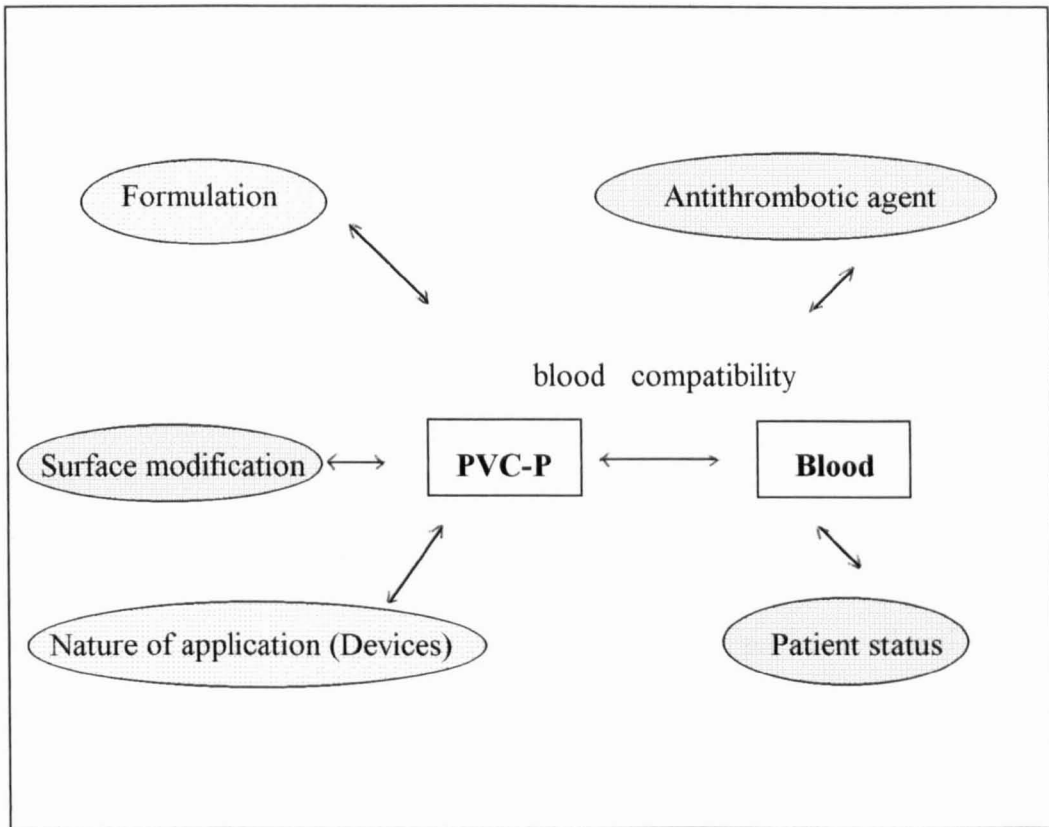 Formulation
Antithrombotic agent
blood compatibility
Surface modification
PVC-P
Blood
Nature of application (Devices)
Patient status